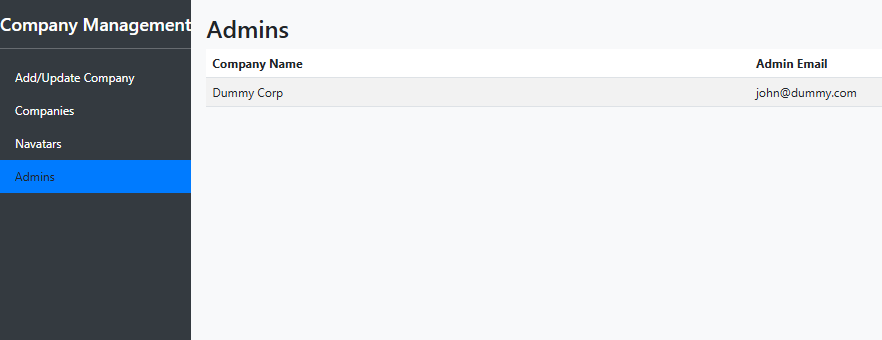 Company Management
Add/Update Company
Companies
Navatars
Admins
Admins
Company Name Admin Email
Dummy Corp john@dummy.com